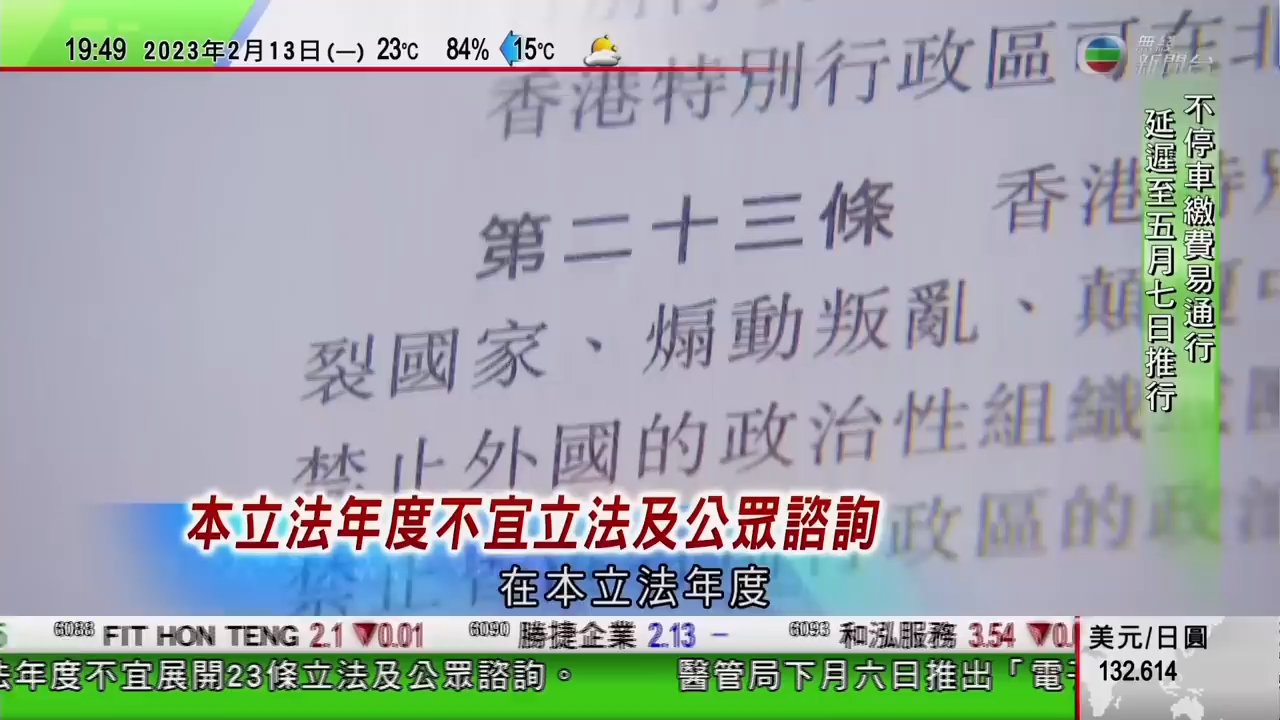 19:49 2023年2月13日(一) 23℃ 84% 15℃
無綫
新聞台
不停車繳費易通行
延遲至五月七日推行
香港特別行政區可在北
第二十三條 香港特別
裂國家、煽動叛亂、顛覆中
禁止外國的政治性組織或團
行政區的政治
本立法年度不宜立法及公眾諮詢
在本立法年度
6088 FIT HON TENG 2.1 ▼0.01 6090 勝捷企業 2.13 － 6093 和泓服務 3.54 ▼0.0
美元/日圓
132.614
法年度不宜展開23條立法及公眾諮詢。 醫管局下月六日推出「電子